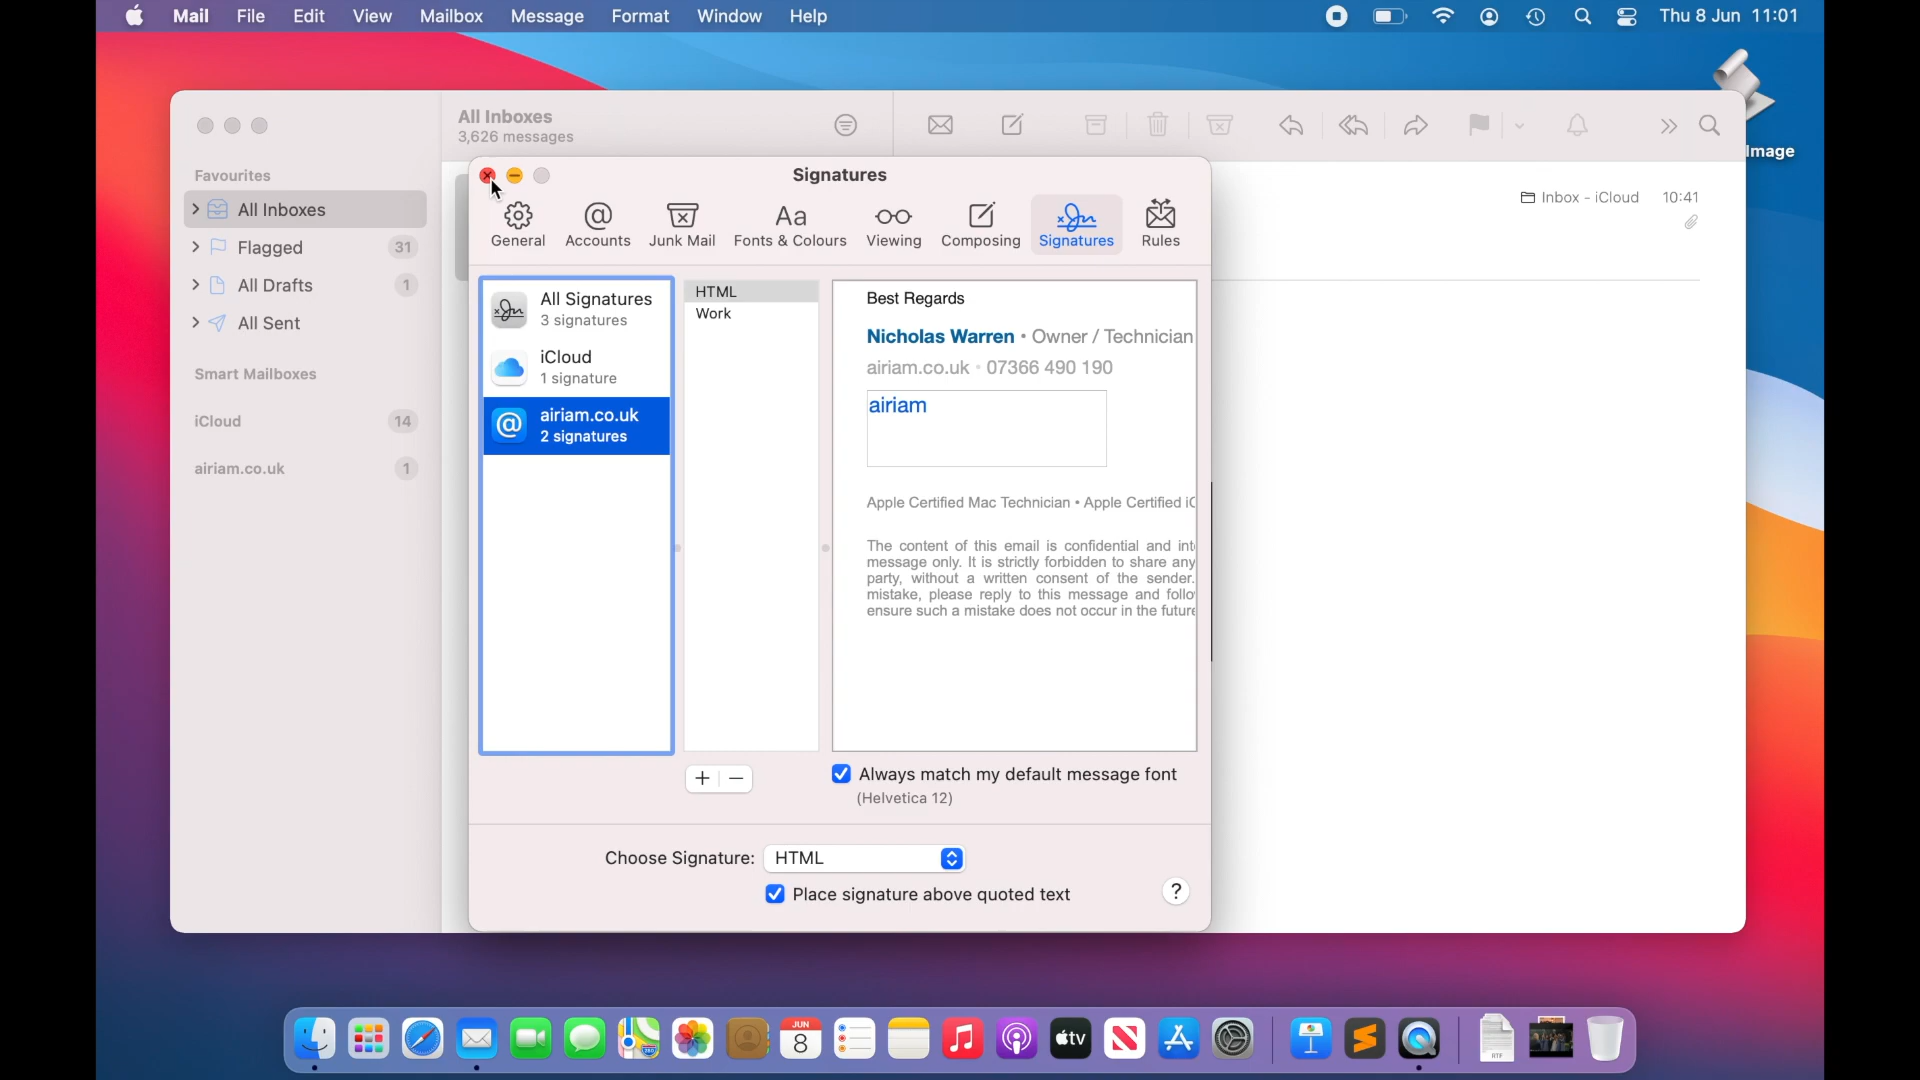 Mail File Edit View Mailbox Message Format Window Help
Thu 8 Jun 11:01
All Inboxes
3,626 messages
Image
Favourites
All Inboxes
Flagged 31
All Drafts 1
All Sent
Smart Mailboxes
iCloud 14
airiam.co.uk 1
Inbox - iCloud 10:41
Signatures
General Accounts Junk Mail Fonts & Colours Viewing Composing Signatures Rules
All Signatures
3 signatures
iCloud
1 signature
airiam.co.uk
2 signatures
HTML
Work
Best Regards
Nicholas Warren • Owner / Technician
airiam.co.uk • 07366 490 190
airiam
Apple Certified Mac Technician • Apple Certified
The content of this email is confidential and
message only. It is strictly forbidden to share any
party, without a written consent of the sender.
mistake, please reply to this message and
ensure such a mistake does not occur in the future
+ −
Always match my default message font
(Helvetica 12)
Choose Signature: HTML
Place signature above quoted text
?
JUN
8
tv
RTF